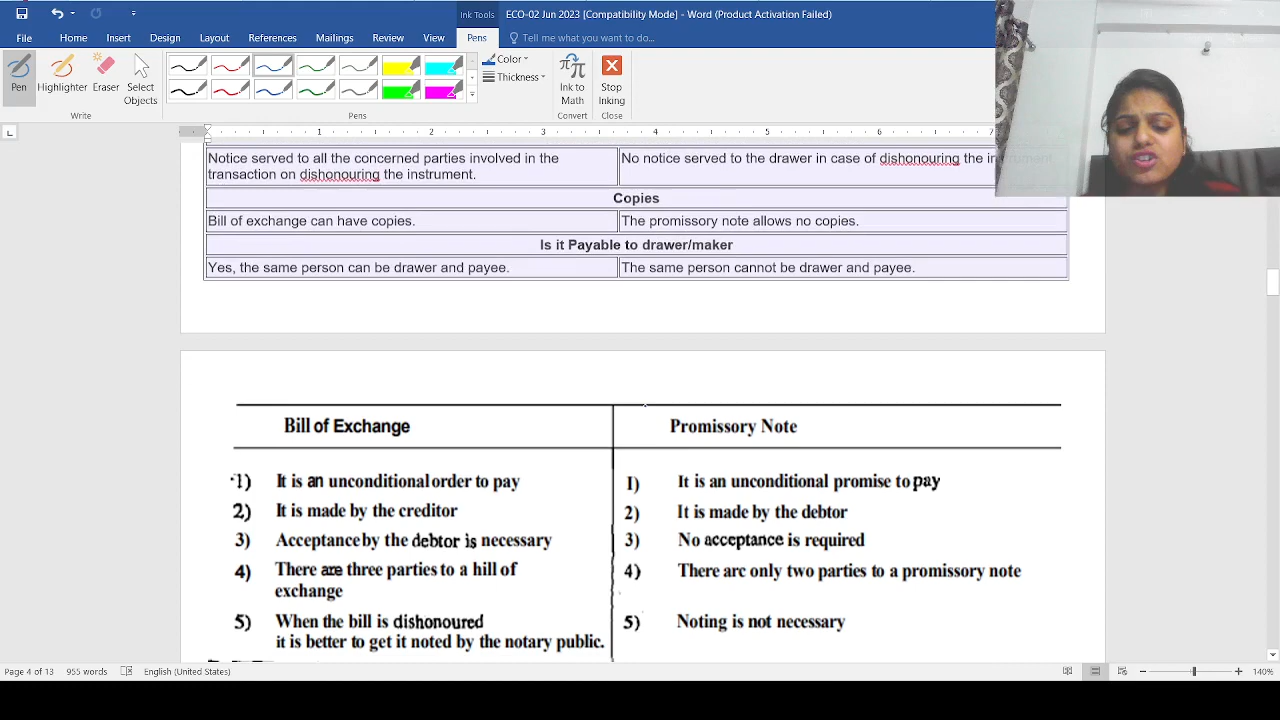 ECO-02 Jun 2023 [Compatibility Mode] - Word (Product Activation Failed)
Ink Tools
File Home Insert Design Layout References Mailings Review View Pens Tell me what you want to do...
Pen Highlighter Eraser Select Objects
Color
Thickness
Ink to Math
Stop Inking
Write Pens Convert Close
1 2 3 4 5 6 7
Notice served to all the concerned parties involved in the
transaction on dishonouring the instrument.
No notice served to the drawer in case of dishonouring the instrument
Copies
Bill of exchange can have copies. The promissory note allows no copies.
Is it Payable to drawer/maker
Yes, the same person can be drawer and payee. The same person cannot be drawer and payee.
Bill of Exchange Promissory Note
1) It is an unconditional order to pay
1) It is an unconditional promise to pay
2) It is made by the creditor
2) It is made by the debtor
3) Acceptance by the debtor is necessary
3) No acceptance is required
4) There are three parties to a hill of
exchange
4) There arc only two parties to a promissory note
5) When the bill is dishonoured
it is better to get it noted by the notary public.
5) Noting is not necessary
Page 4 of 13 955 words English (United States) 140%